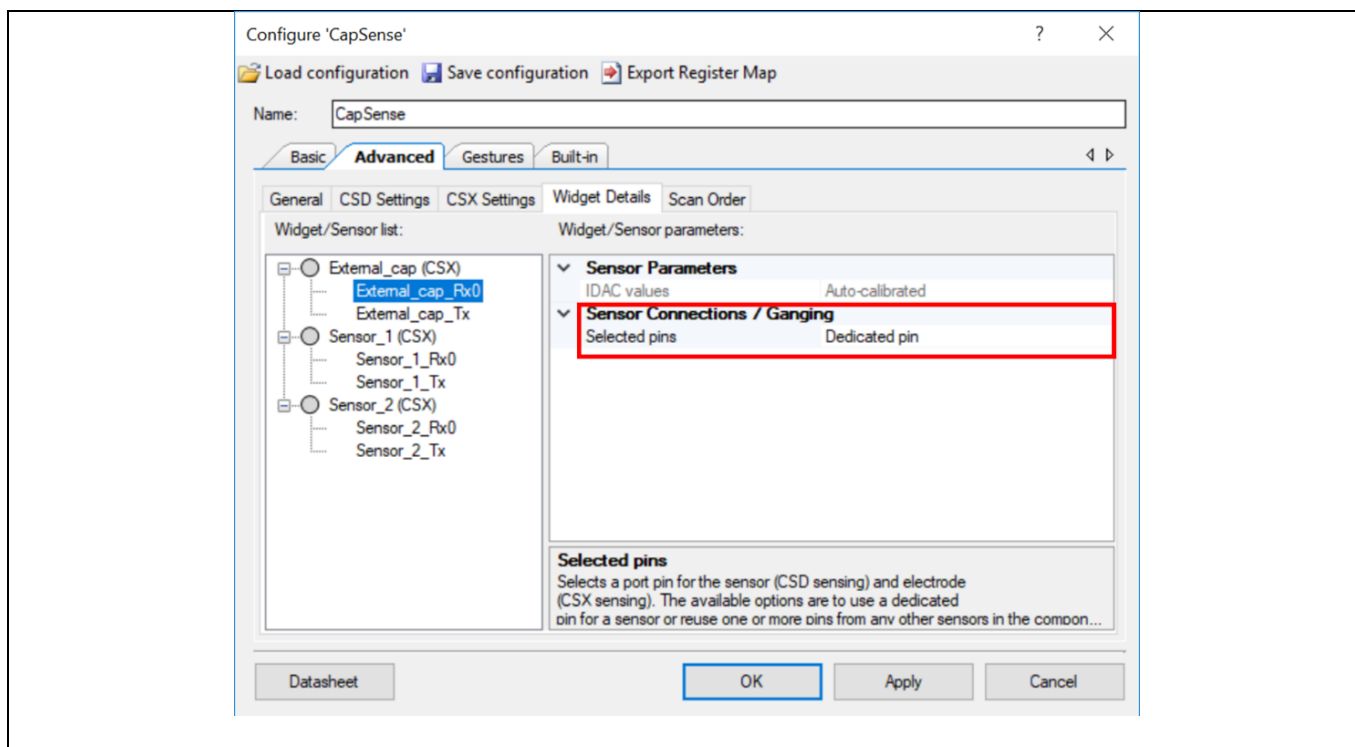 Configure 'CapSense' ?
Load configuration Save configuration Export Register Map
Name: CapSense
Basic Advanced Gestures Built-in
General CSD Settings CSX Settings Widget Details Scan Order
Widget/Sensor list: Widget/Sensor parameters:
External_cap (CSX) Sensor Parameters
External_cap_Rx0 IDAC values Auto-calibrated
External_cap_Tx Sensor Connections / Ganging
Sensor_1 (CSX) Selected pins Dedicated pin
Sensor_1_Rx0
Sensor_1_Tx
Sensor_2 (CSX)
Sensor_2_Rx0
Sensor_2_Tx
Selected pins
Selects a port pin for the sensor (CSD sensing) and electrode
(CSX sensing). The available options are to use a dedicated
pin for a sensor or reuse one or more pins from any other sensors in the compon...
Datasheet OK Apply Cancel